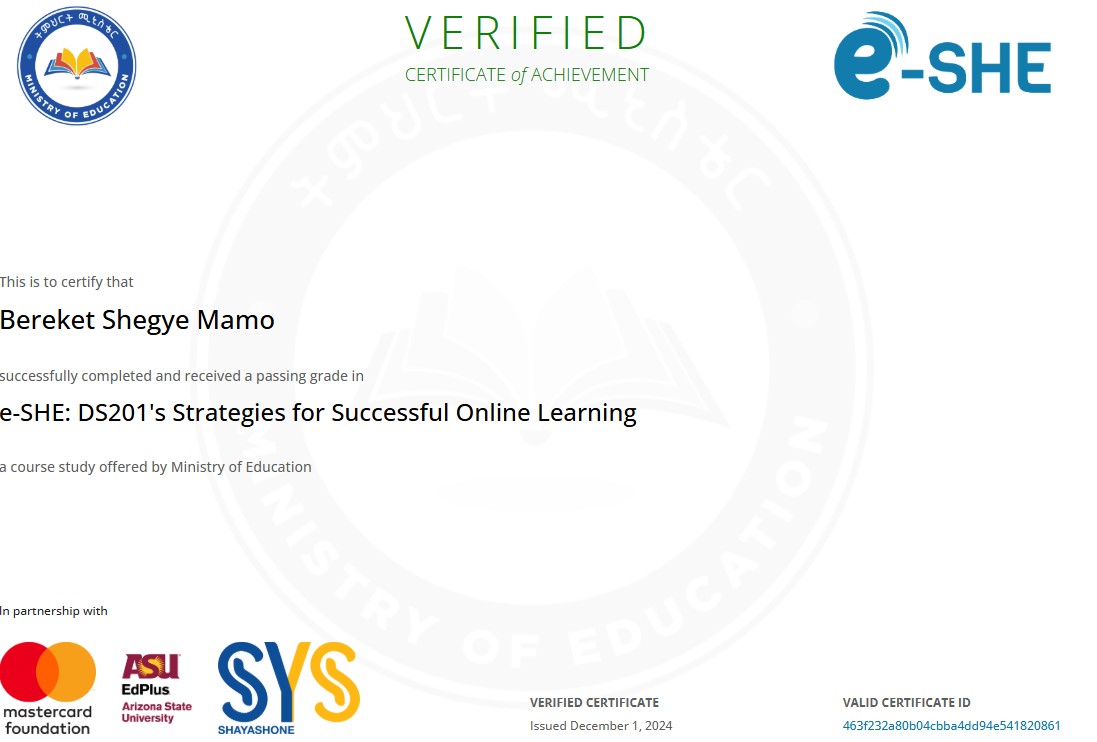 ትምህርት ሚኒስቴር
MINISTRY OF EDUCATION
VERIFIED
CERTIFICATE of ACHIEVEMENT
e-SHE
This is to certify that
Bereket Shegye Mamo
successfully completed and received a passing grade in
e-SHE: DS201's Strategies for Successful Online Learning
a course study offered by Ministry of Education
ትምህርት ሚኒስቴር
MINISTRY OF EDUCATION
In partnership with
mastercard
foundation
ASU
EdPlus
Arizona State
University
SYS
SHAYASHONE
VERIFIED CERTIFICATE
Issued December 1, 2024
VALID CERTIFICATE ID
463f232a80b04cbba4dd94e541820861